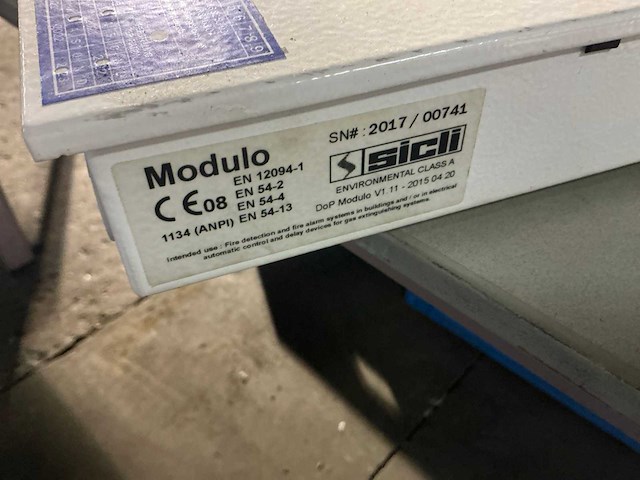 Modulo
CE08
EN 12094-1
EN 54-2
EN 54-4
1134 (ANPI) EN 54-13
SN# : 2017 / 00741
sicli
ENVIRONMENTAL CLASS A
DoP Modulo V1.11 - 2015 04 20
Intended use : Fire detection and fire alarm systems in buildings and / or in electrical
automatic control and delay devices for gas extinguishing systems.